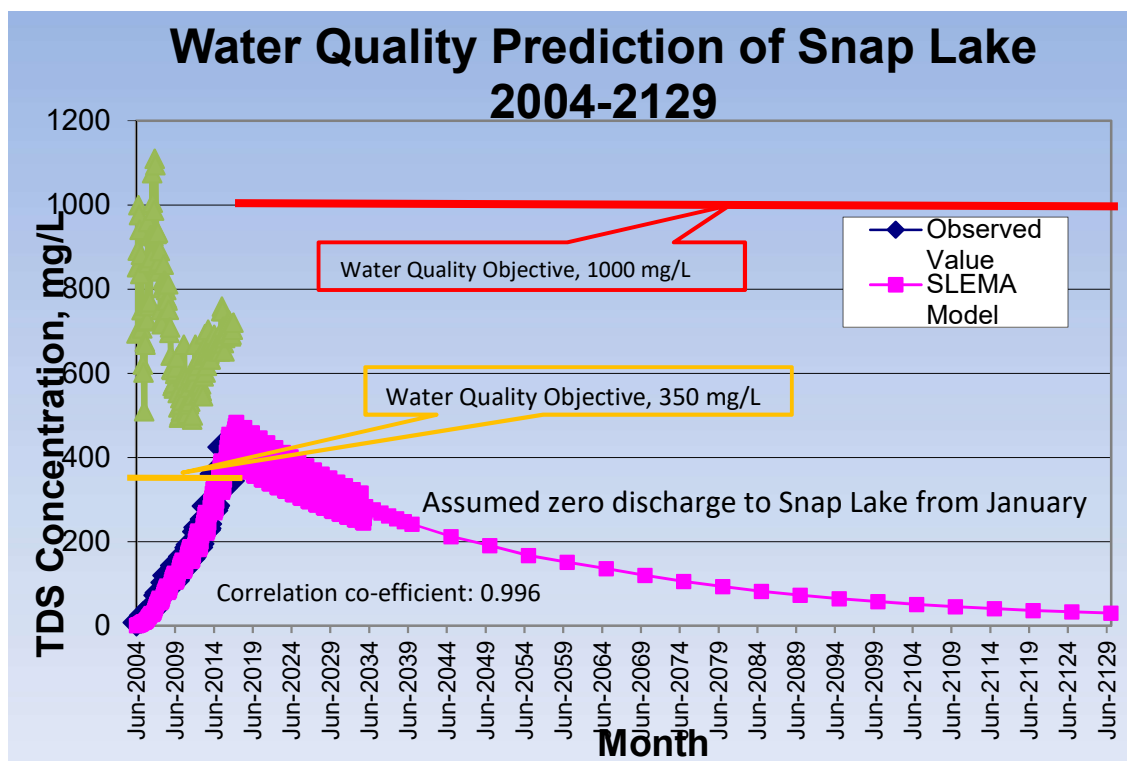 Water Quality Prediction of Snap Lake
2004-2129
TDS Concentration, mg/L
1200
1000
800
600
400
200
0
Water Quality Objective, 1000 mg/L
Observed
Value
SLEMA
Model
Water Quality Objective, 350 mg/L
Assumed zero discharge to Snap Lake from January
Correlation co-efficient: 0.996
Jun-2004
Jun-2009
Jun-2014
Jun-2019
Jun-2024
Jun-2029
Jun-2034
Jun-2039
Jun-2044
Jun-2049
Jun-2054
Jun-2059
Jun-2064
Jun-2069
Jun-2074
Jun-2079
Jun-2084
Jun-2089
Jun-2094
Jun-2099
Jun-2104
Jun-2109
Jun-2114
Jun-2119
Jun-2124
Jun-2129
Month